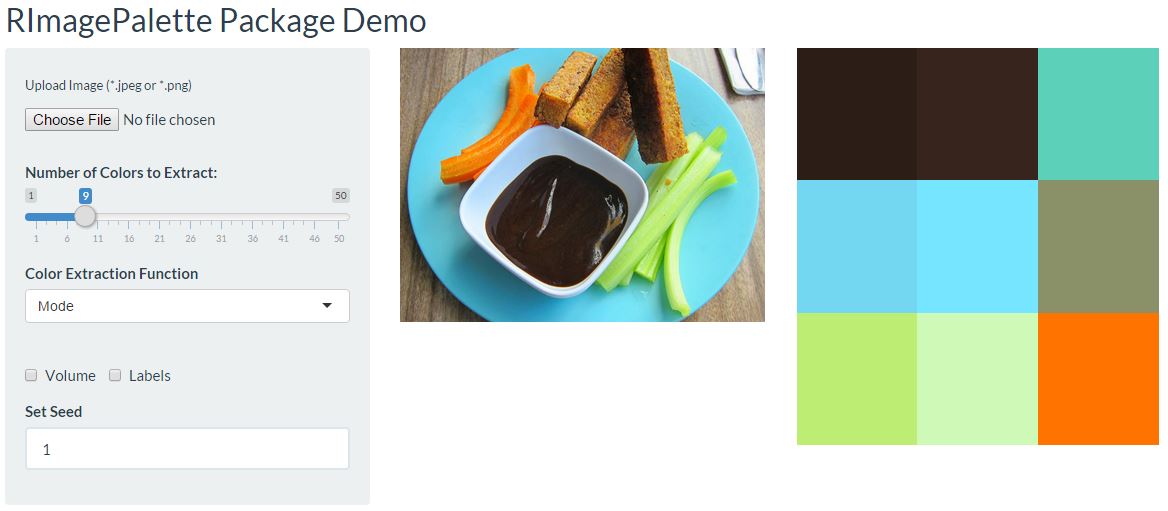 RImagePalette Package Demo
Upload Image (*.jpeg or *.png)
Choose File No file chosen
Number of Colors to Extract:
1 9 50
1 6 11 16 21 26 31 36 41 46 50
Color Extraction Function
Mode
Volume Labels
Set Seed
1